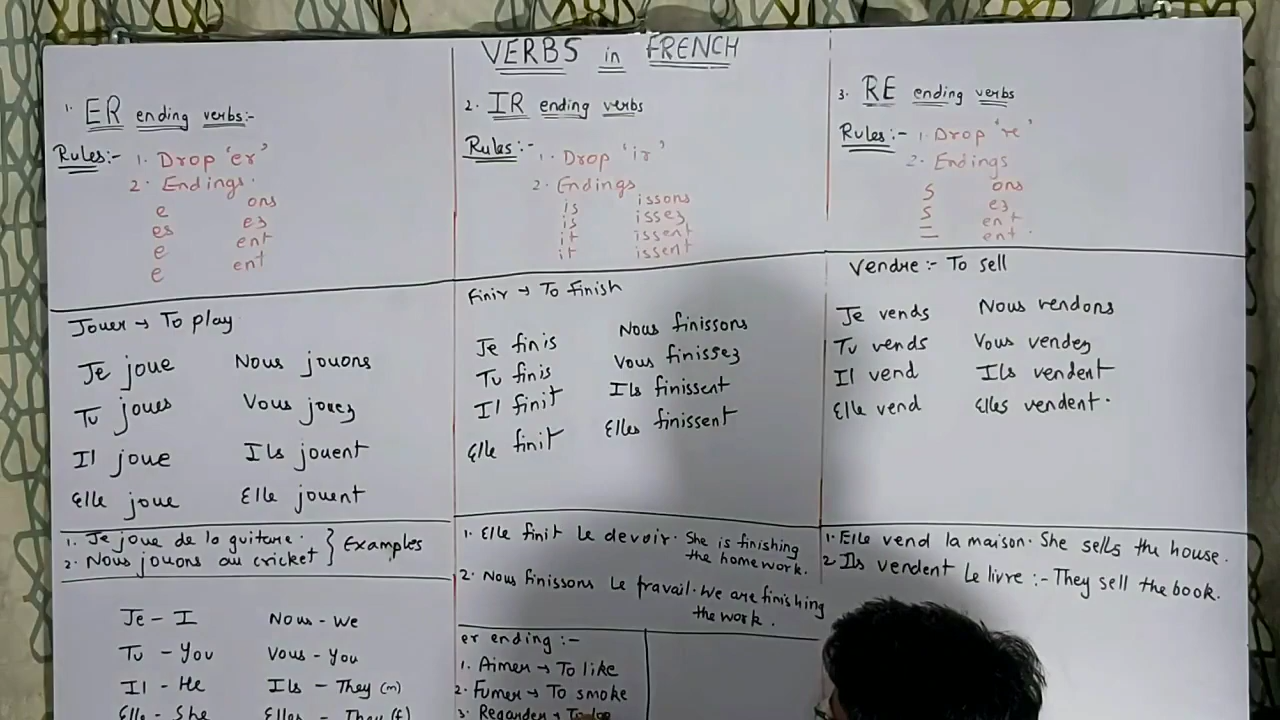 VERBS in FRENCH
1. ER ending verbs:-
Rules:- 1. Drop 'er'
2. Endings.
e ons
es ez
e ent
e ent
Jouer → To play
Je joue Nous jouons
Tu joues Vous jouez
Il joue Ils jouent
Elle joue Elle jouent
1. Je joue de la guitare.
2. Nous jouons au cricket } Examples
Je - I Nous - We
Tu - You Vous - You
Il - He Ils - They (m)
Elle - She Elles - They (f)
2. IR ending verbs
Rules:- 1. Drop 'ir'
2. Endings
is issons
is issez
it issent
it issent
Finir → To finish
Je finis Nous finissons
Tu finis Vous finissez
Il finit Ils finissent
Elle finit Elles finissent
1. Elle finit le devoir. She is finishing
the homework.
2. Nous finissons le travail. We are finishing
the work.
er ending :-
1. Aimer → To like
2. Fumer → To smoke
3. Regarder → To
3. RE ending verbs
Rules:- 1. Drop 're'
2. Endings
s ons
s ez
— ent
ent.
Vendre :- To sell
Je vends Nous vendons
Tu vends Vous vendez
Il vend Ils vendent
Elle vend Elles vendent.
1. Elle vend la maison. She sells the house.
2 Ils vendent le livre :- They sell the book.